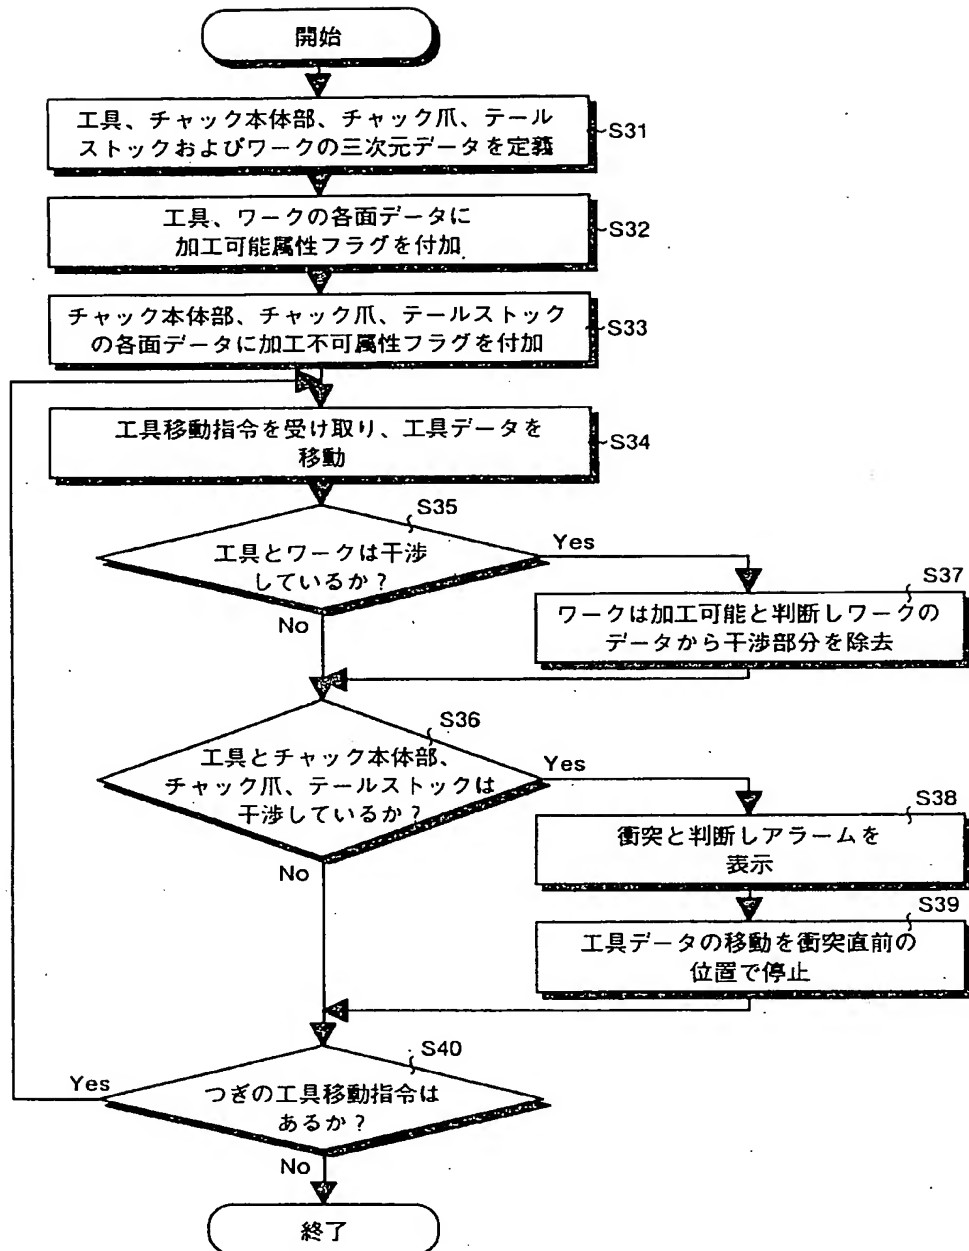 開始
工具、チャック本体部、チャック爪、テール
ストックおよびワークの三次元データを定義
S31
工具、ワークの各面データに
加工可能属性フラグを付加
S32
チャック本体部、チャック爪、テールストック
の各面データに加工不可属性フラグを付加
S33
工具移動指令を受け取り、工具データを
移動
S34
S35
工具とワークは干渉
しているか?
Yes
No
S37
ワークは加工可能と判断しワークの
データから干渉部分を除去
S36
工具とチャック本体部、
チャック爪、テールストックは
干渉しているか?
Yes
No
S38
衝突と判断しアラームを
表示
S39
工具データの移動を衝突直前の
位置で停止
S40
つぎの工具移動指令は
あるか?
Yes
No
終了